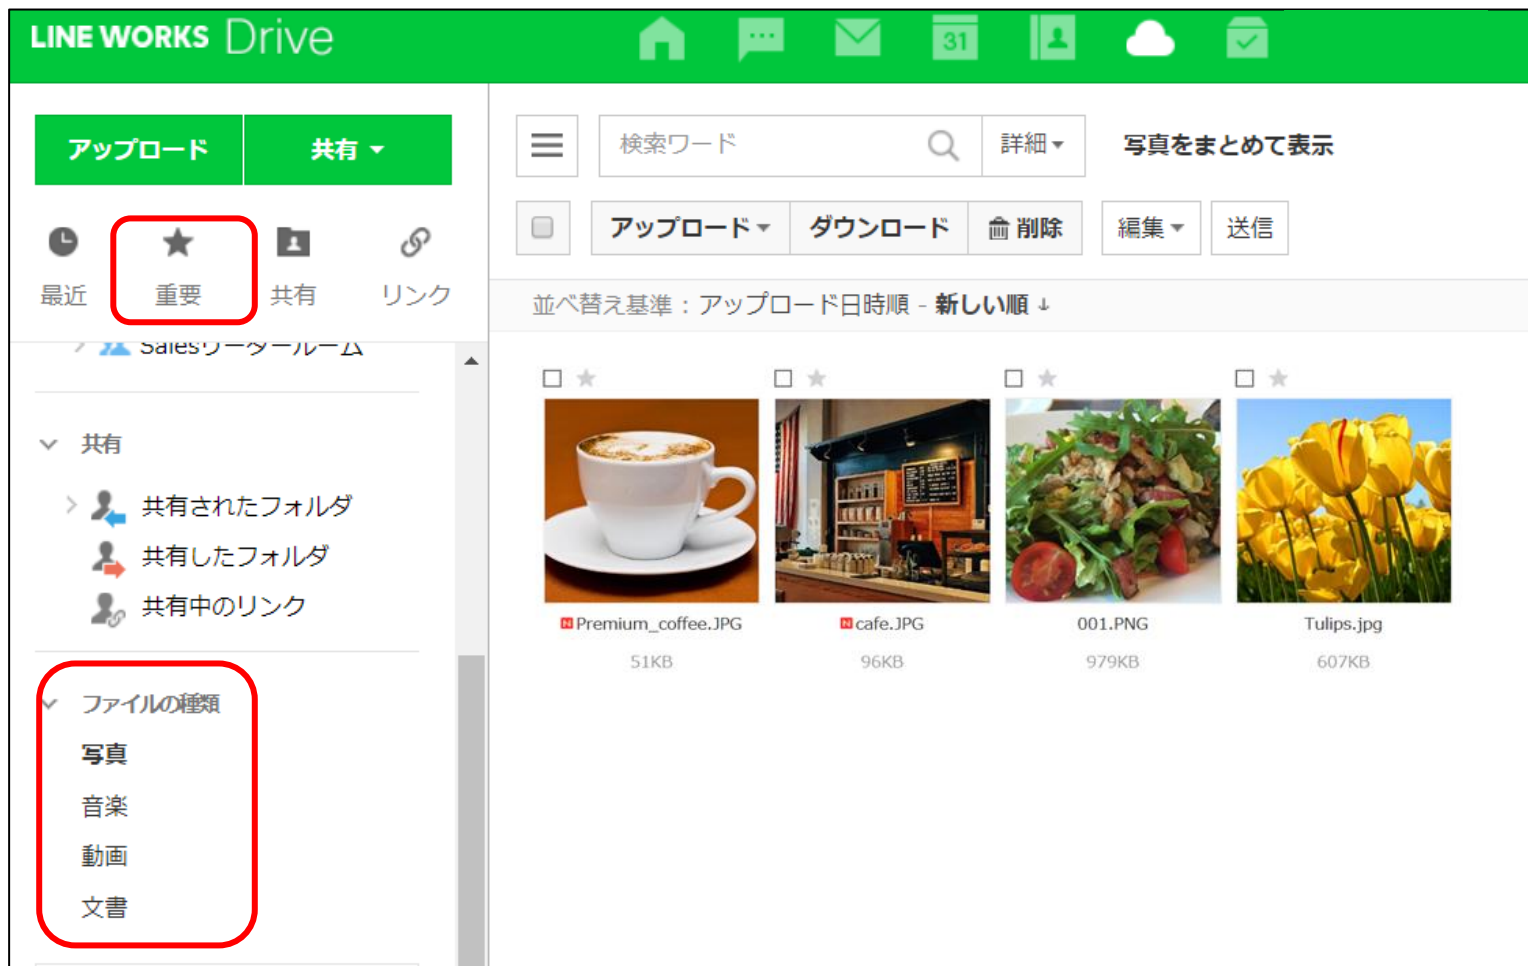 LINE WORKS Drive
31
アップロード
共有
最近
重要
共有
リンク
Salesリーダールーム
共有
共有されたフォルダ
共有したフォルダ
共有中のリンク
ファイルの種類
写真
音楽
動画
文書
検索ワード
詳細
写真をまとめて表示
アップロード
ダウンロード
削除
編集
送信
並べ替え基準 : アップロード日時順 - 新しい順 ↓
N Premium_coffee.JPG
51KB
N cafe.JPG
96KB
001.PNG
979KB
Tulips.jpg
607KB